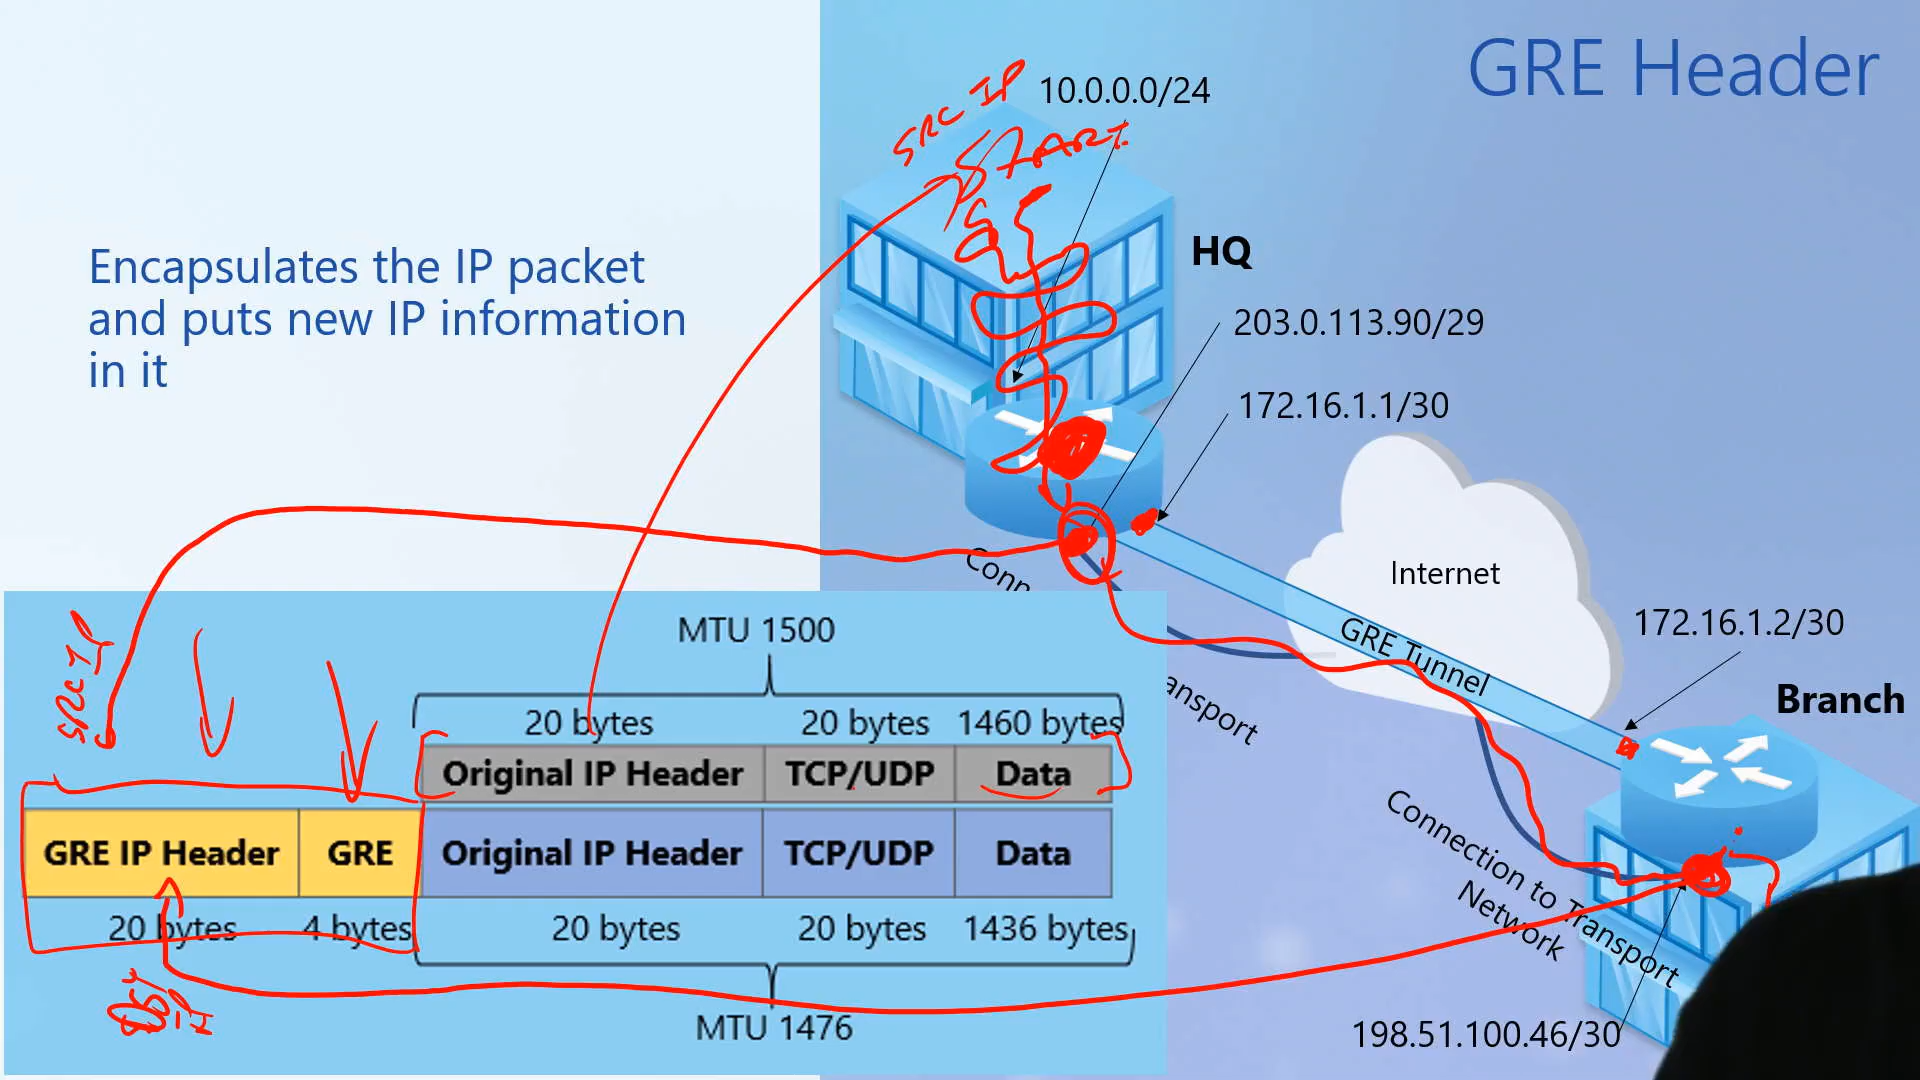 GRE Header
Encapsulates the IP packet
and puts new IP information
in it
SRC IP
START
10.0.0.0/24
HQ
203.0.113.90/29
172.16.1.1/30
Internet
GRE Tunnel
172.16.1.2/30
Branch
Conn
ansport
Connection to Transport
Network
198.51.100.46/30
SRC IP
MTU 1500
20 bytes 20 bytes 1460 bytes
Original IP Header TCP/UDP Data
GRE IP Header GRE Original IP Header TCP/UDP Data
20 bytes 4 bytes 20 bytes 20 bytes 1436 bytes
MTU 1476